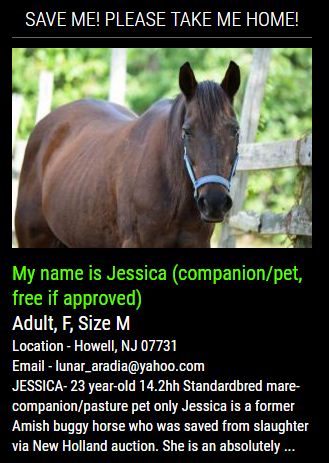 SAVE ME! PLEASE TAKE ME HOME!
My name is Jessica (companion/pet,
free if approved)
Adult, F, Size M
Location - Howell, NJ 07731
Email - lunar_aradia@yahoo.com
JESSICA- 23 year-old 14.2hh Standardbred mare-
companion/pasture pet only Jessica is a former
Amish buggy horse who was saved from slaughter
via New Holland auction. She is an absolutely ...